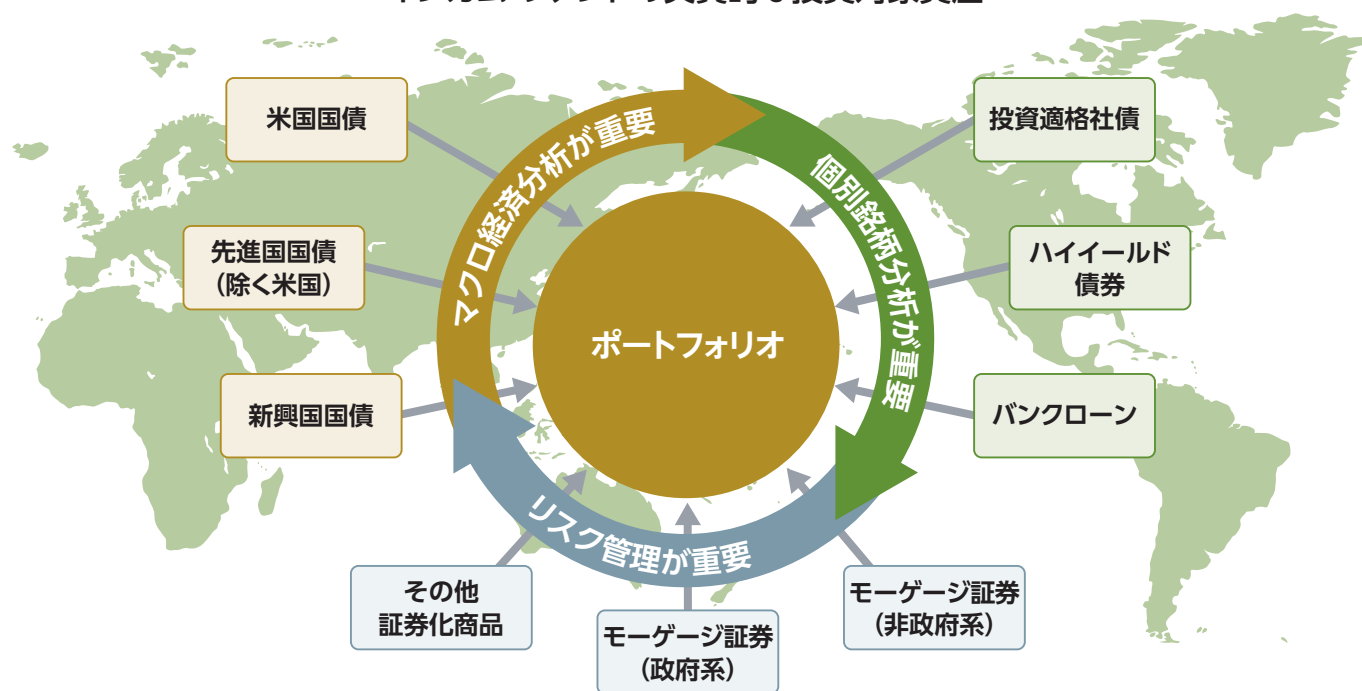 米国国債
先進国国債
（除く米国）
新興国国債
マクロ経済分析が重要
個別銘柄分析が重要
リスク管理が重要
ポートフォリオ
投資適格社債
ハイイールド
債券
バンクローン
その他
証券化商品
モーゲージ証券
（政府系）
モーゲージ証券
（非政府系）